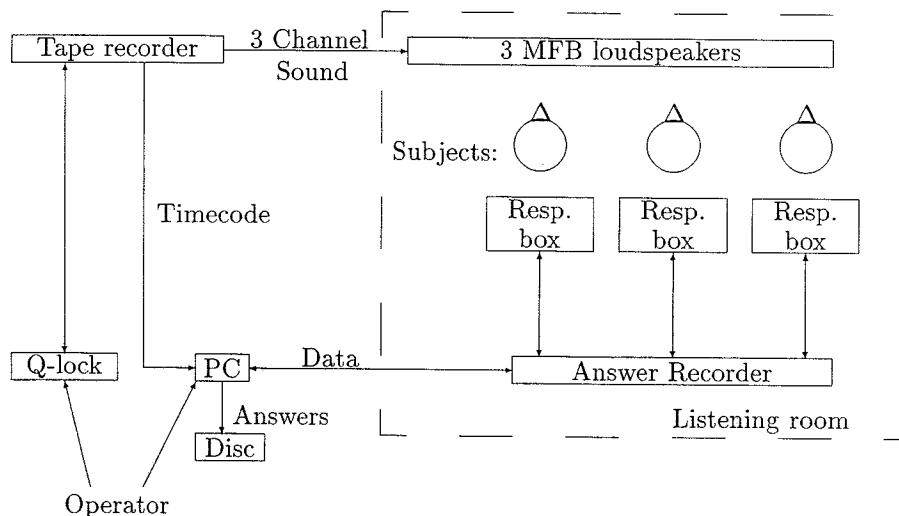 Tape recorder
3 Channel
Sound
3 MFB loudspeakers
Subjects:
Timecode
Resp.
box
Resp.
box
Resp.
box
Q-lock
PC
Data
Answer Recorder
Answers
Disc
Listening room
Operator